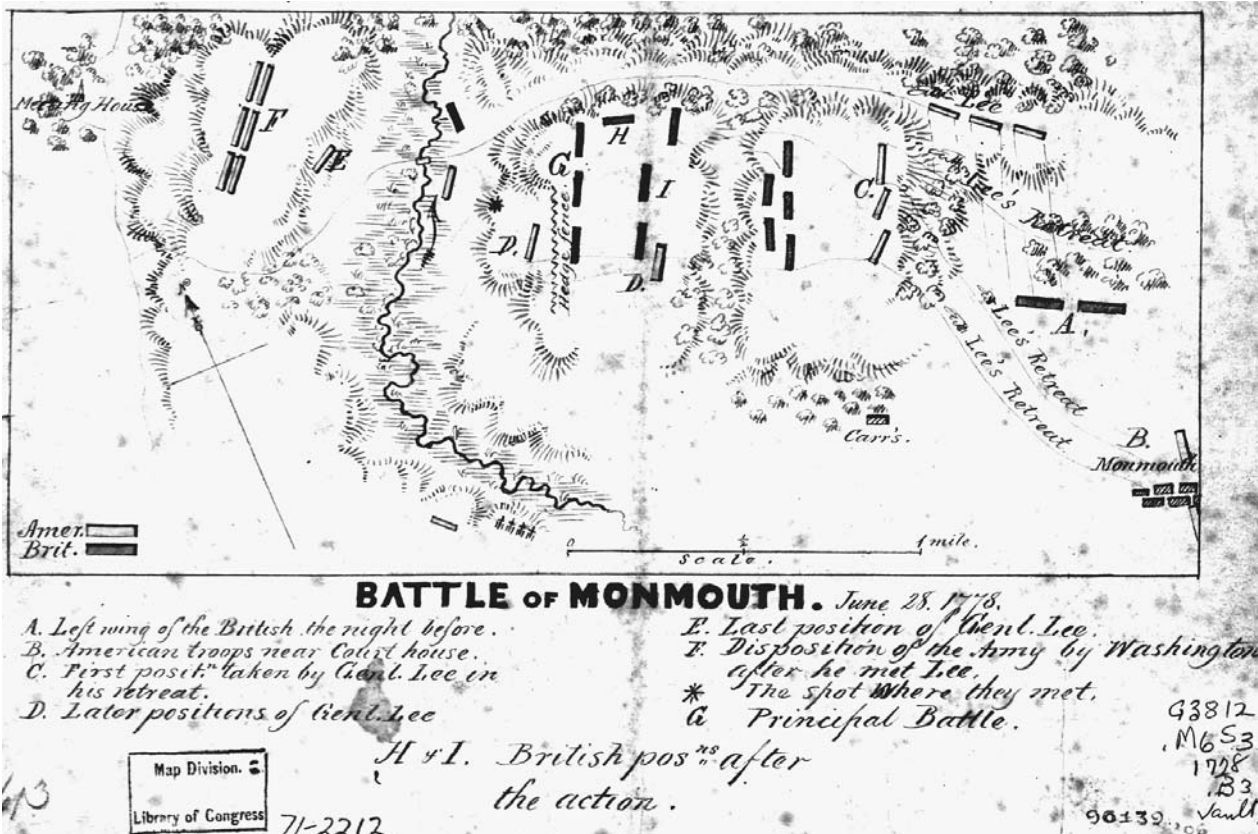 Meeting House
F
E
G
H
I
Hedge fence
D.
D.
C.
Lee
Lee's Retreat
A.
Lee's Retreat
Lee's Retreat
Carr's.
B.
Monmouth
Amer.
Brit.
0 ½ 1 mile.
Scale.
BATTLE OF MONMOUTH. June 28. 1778.
A. Left wing of the British the night before.
B. American troops near Court house.
C. First posit.ⁿ taken by Genl. Lee in
his retreat.
D. Later positions of Genl. Lee
E. Last position of Genl. Lee.
F. Disposition of the Army by Washington
after he met Lee.
* The spot where they met.
G Principal Battle.
H & I. British pos.ⁿˢ after
the action.
Map Division.
Library of Congress
71-2212
G3812
.M6S3
1778
.B3
Vault
90139